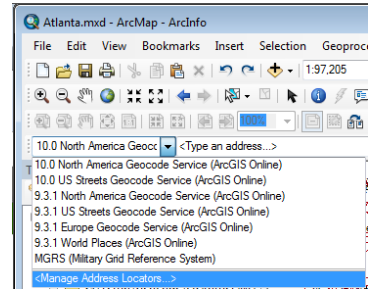 Atlanta.mxd - ArcMap - ArcInfo
File Edit View Bookmarks Insert Selection Geoproc
1:97,205
100%
10.0 North America Geocc <Type an address...>
10.0 North America Geocode Service (ArcGIS Online)
10.0 US Streets Geocode Service (ArcGIS Online)
9.3.1 North America Geocode Service (ArcGIS Online)
9.3.1 US Streets Geocode Service (ArcGIS Online)
9.3.1 Europe Geocode Service (ArcGIS Online)
9.3.1 World Places (ArcGIS Online)
MGRS (Military Grid Reference System)
<Manage Address Locators...>